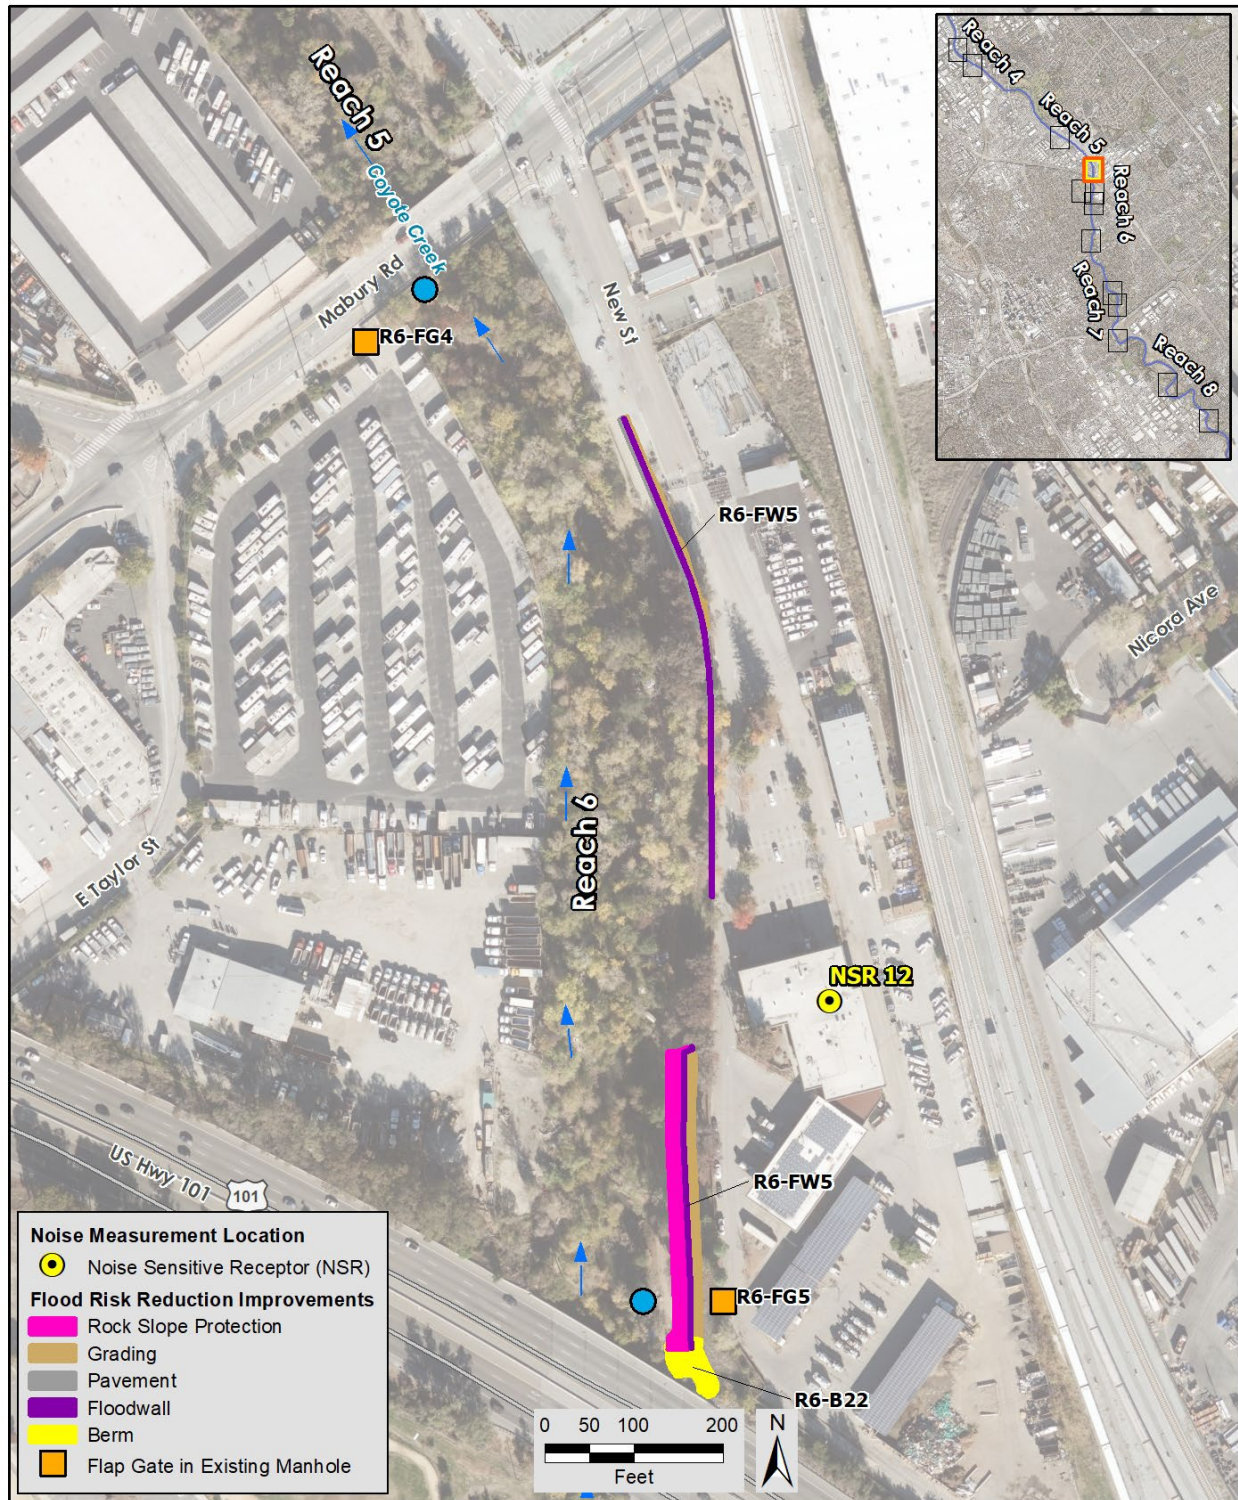 Reach 5
Coyote Creek
Mabury Rd
R6-FG4
New St
R6-FW5
Nicora Ave
Reach 6
E Taylor St
NSR 12
US Hwy 101
101
R6-FW5
R6-FG5
R6-B22
Reach 4
Reach 5
Reach 6
Reach 7
Reach 8
Noise Measurement Location
Noise Sensitive Receptor (NSR)
Flood Risk Reduction Improvements
Rock Slope Protection
Grading
Pavement
Floodwall
Berm
Flap Gate in Existing Manhole
0 50 100 200
Feet
N